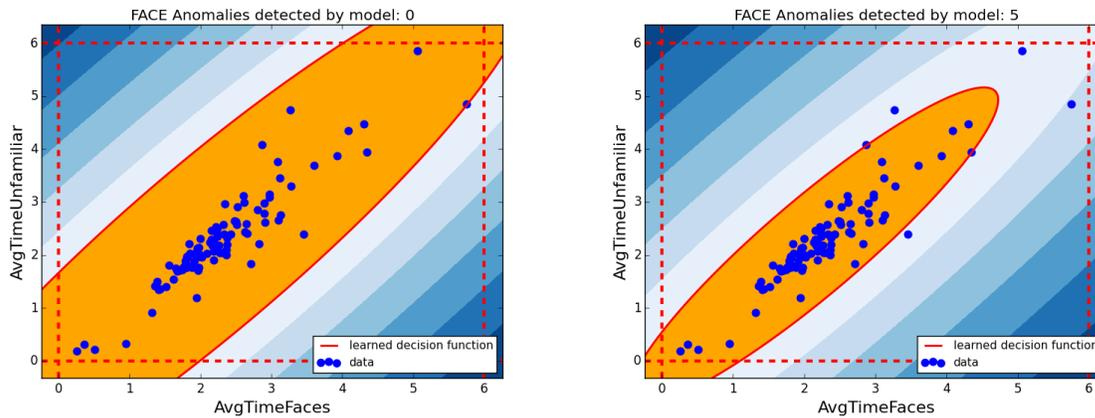 FACE Anomalies detected by model: 0
6
5
4
3
2
1
0
AvgTimeUnfamiliar
learned decision function
data
0 1 2 3 4 5 6
AvgTimeFaces
FACE Anomalies detected by model: 5
6
5
4
3
2
1
0
AvgTimeUnfamiliar
learned decision function
data
0 1 2 3 4 5 6
AvgTimeFaces